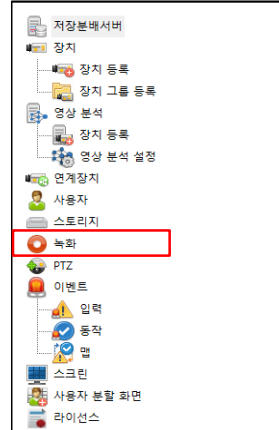 저장분배서버
장치
장치 등록
장치 그룹 등록
영상 분석
장치 등록
영상 분석 설정
연계장치
사용자
스토리지
녹화
PTZ
이벤트
입력
동작
맵
스크린
사용자 분할 화면
라이선스